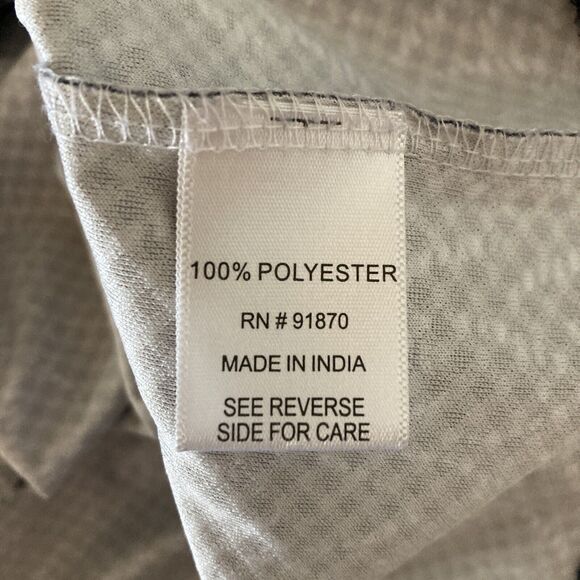 100% POLYESTER
RN # 91870
MADE IN INDIA
SEE REVERSE
SIDE FOR CARE